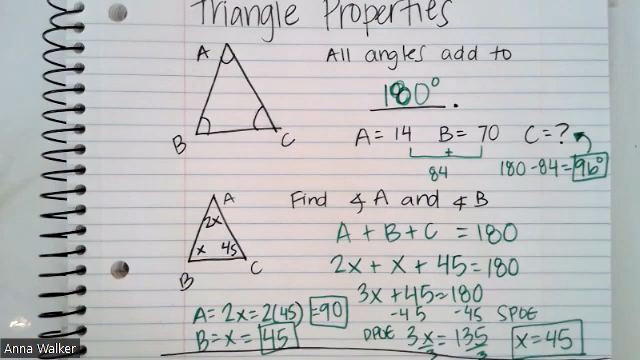 Triangle Properties
A
B
C
All angles add to
180°.
A = 14 B = 70 C = ?
+
84
180 - 84 = 96°
Find ∡ A and ∡ B
A
2x
x 45
B
C
A + B + C = 180
2x + x + 45 = 180
3x + 45 = 180
-45 -45 SPOE
DPOE 3x = 135
3 3
x = 45
A = 2x = 2(45) = 90
B = x = 45
Anna Walker